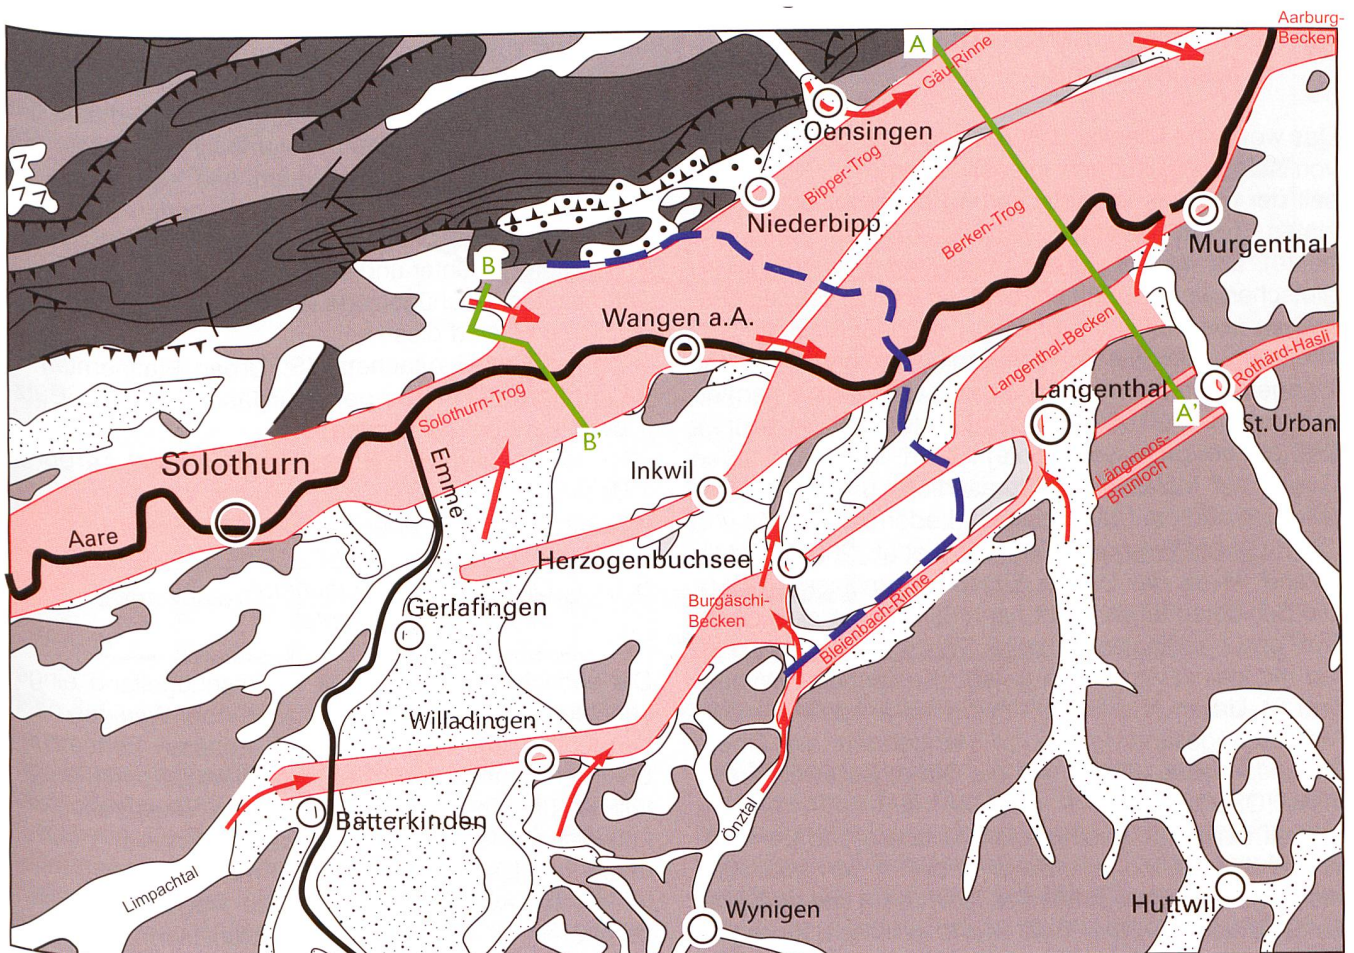 Aarburg-
Becken
A
Gäu-Rinne
Oensingen
Bipper-Trog
Niederbipp
Berken-Trog
Murgenthal
B
Wangen a.A.
Langenthal-Becken
Rothärd-Hasli
Solothurn-Trog
Langenthal
A'
St. Urban
B'
Solothurn
Emme
Inkwil
Längmoos-
Brunloch
Aare
Herzogenbuchsee
Burgäschi-
Becken
Gerlafingen
Bleienbach-Rinne
Willadingen
Bätterkinden
Önztal
Limpachtal
Wynigen
Huttwil